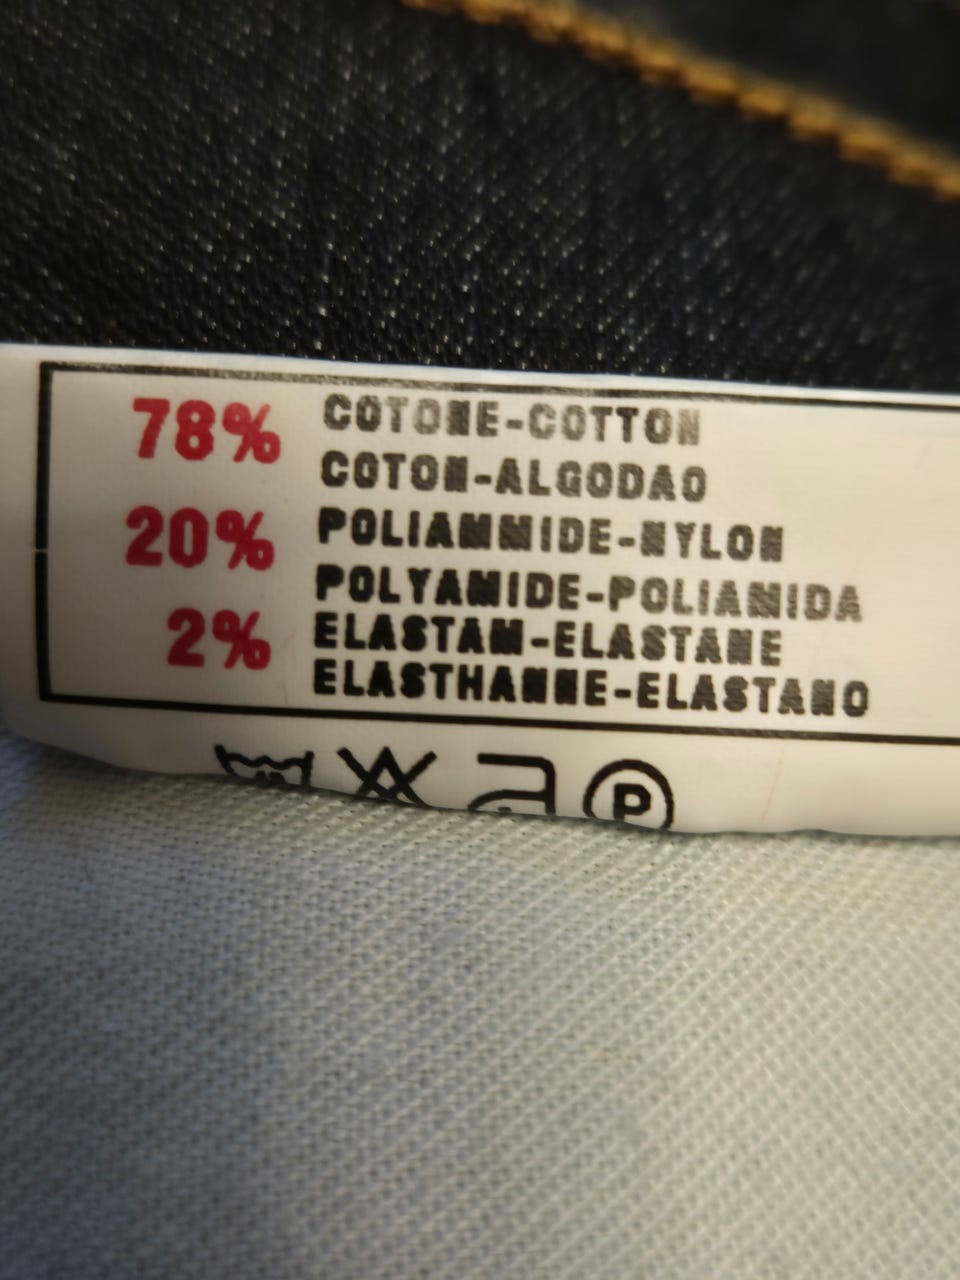 78% COTONE-COTTON
COTON-ALGODAO
20% POLIAMMIDE-NYLON
POLYAMIDE-POLIAMIDA
2% ELASTAM-ELASTANE
ELASTHANNE-ELASTANO
P